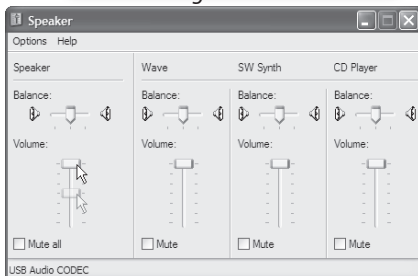 Speaker
Options Help
Speaker Wave SW Synth CD Player
Balance: Balance: Balance: Balance:
Volume: Volume: Volume: Volume:
Mute all Mute Mute Mute
USB Audio CODEC